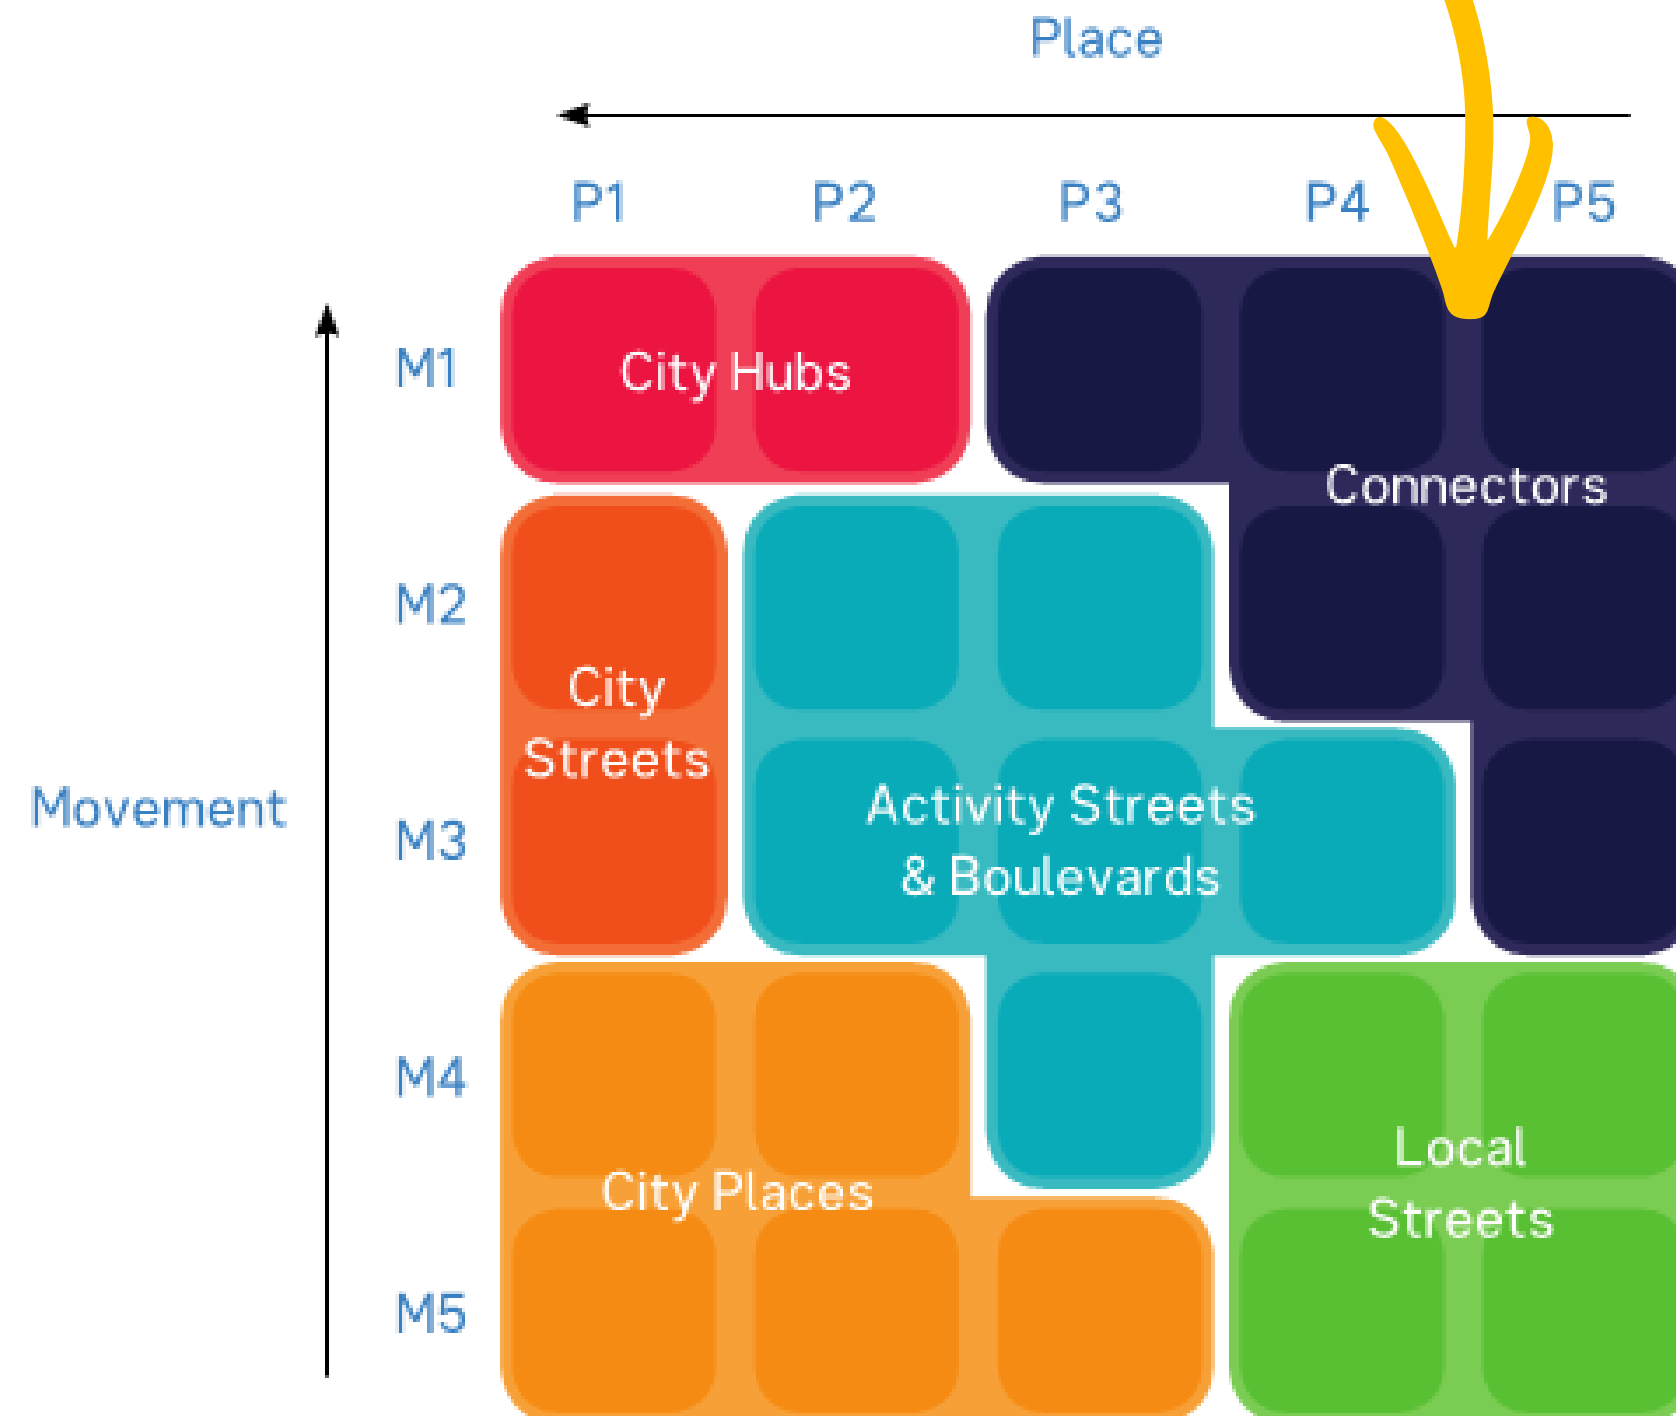 Place
P1 P2 P3 P4 P5
M1
City Hubs
Connectors
M2
City
Streets
Movement
M3
Activity Streets
& Boulevards
M4
City Places
Local
Streets
M5